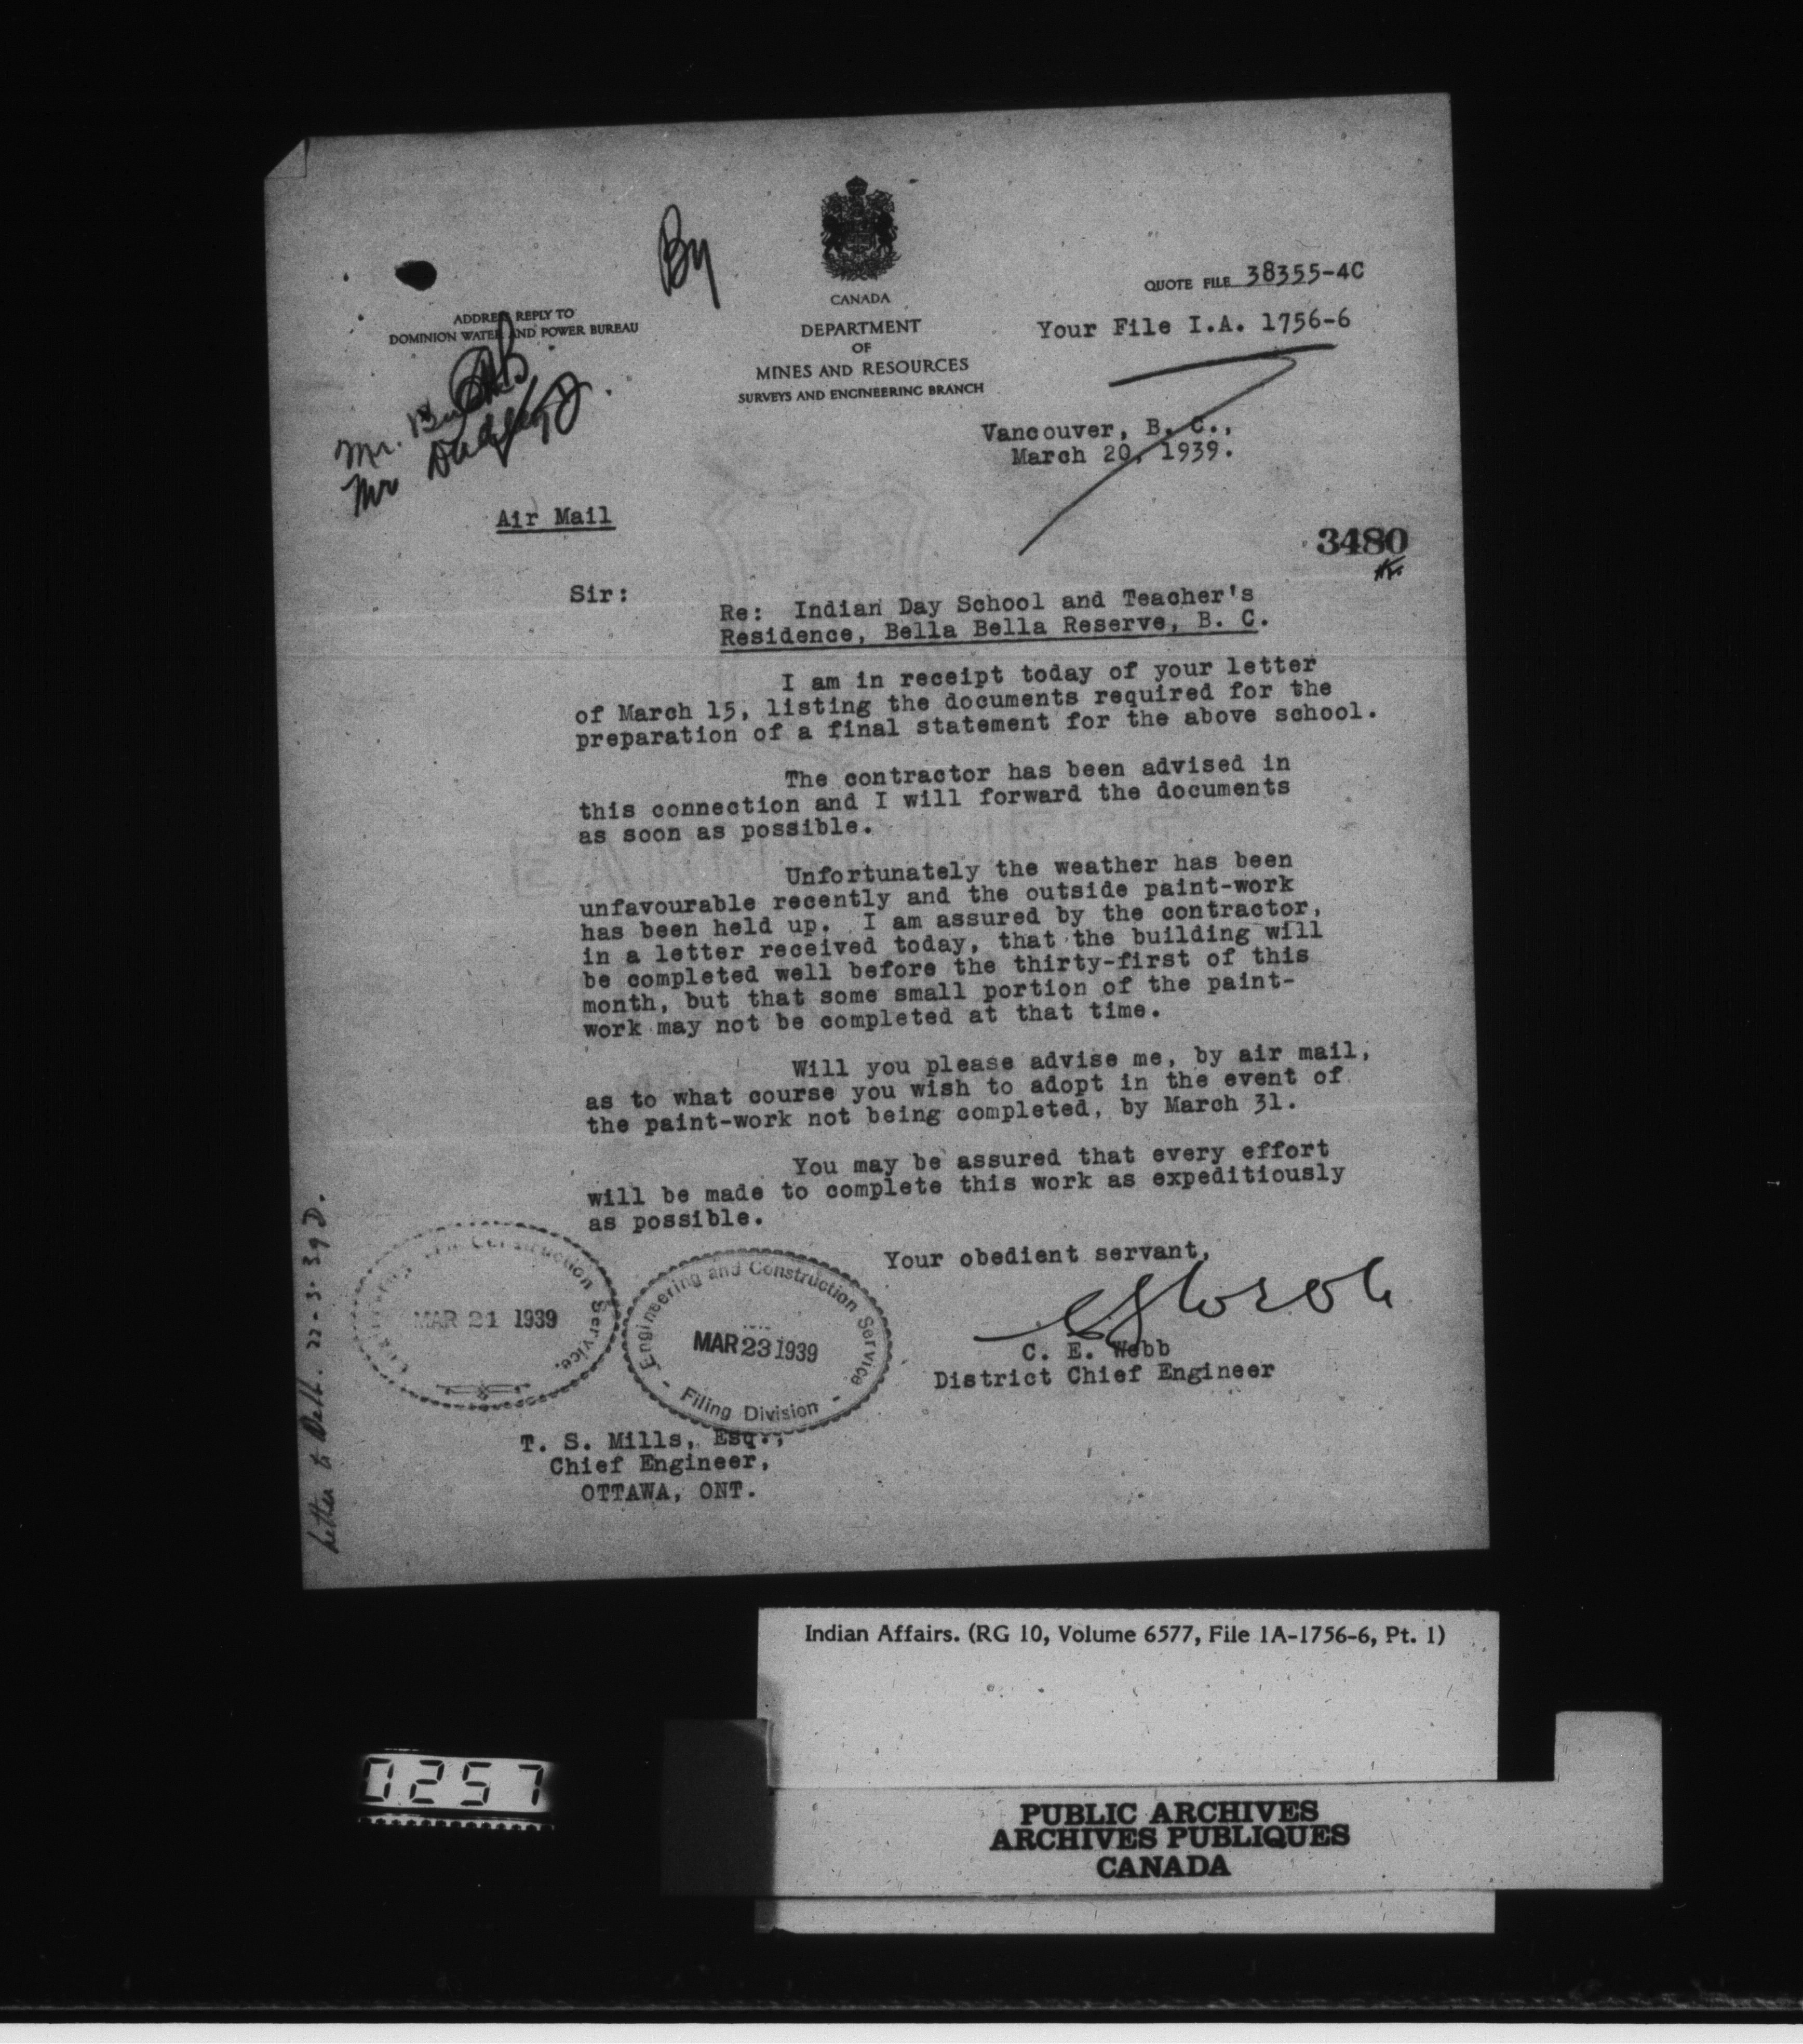 By
CANADA
DEPARTMENT
OF
MINES AND RESOURCES
SURVEYS AND ENGINEERING BRANCH
ADDRESS REPLY TO
DOMINION WATER AND POWER BUREAU
QUOTE FILE 38355-4C
Your File I.A. 1756-6
Mr.
Mr
Vancouver, B. C.,
March 20, 1939.
Air Mail
3480
Sir:
Re: Indian Day School and Teacher's
Residence, Bella Bella Reserve, B. C.
I am in receipt today of your letter
of March 15, listing the documents required for the
preparation of a final statement for the above school.
The contractor has been advised in
this connection and I will forward the documents
as soon as possible.
Unfortunately the weather has been
unfavourable recently and the outside paint-work
has been held up. I am assured by the contractor,
in a letter received today, that the building will
be completed well before the thirty-first of this
month, but that some small portion of the paint-
work may not be completed at that time.
Will you please advise me, by air mail,
as to what course you wish to adopt in the event of
the paint-work not being completed, by March 31.
You may be assured that every effort
will be made to complete this work as expeditiously
as possible.
Your obedient servant,
C. E. Webb
District Chief Engineer
Construction Service.
MAR 21 1939
Engineering and Construction Service
MAR 23 1939
- Filing Division -
T. S. Mills, Esq.,
Chief Engineer,
OTTAWA, ONT.
Letter to 22-3-39 D.
Indian Affairs. (RG 10, Volume 6577, File 1A-1756-6, Pt. 1)
0257
PUBLIC ARCHIVES
ARCHIVES PUBLIQUES
CANADA